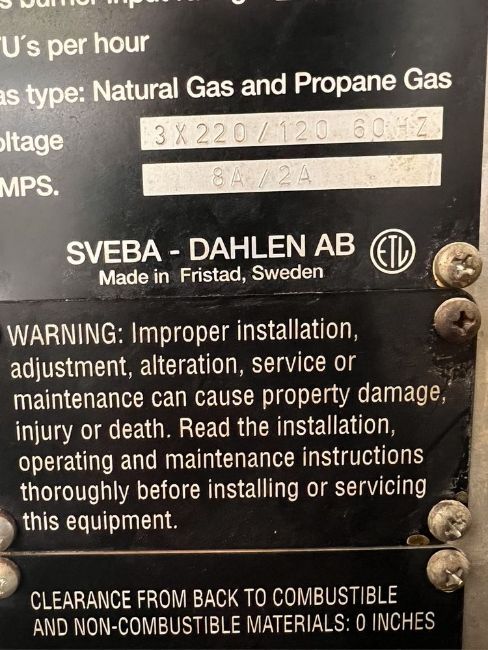 burner input
U´s per hour
as type: Natural Gas and Propane Gas
oltage 3X220/120 60HZ
MPS. 8A/2A
SVEBA - DAHLEN AB ETL
Made in Fristad, Sweden
WARNING: Improper installation,
adjustment, alteration, service or
maintenance can cause property damage,
injury or death. Read the installation,
operating and maintenance instructions
thoroughly before installing or servicing
this equipment.
CLEARANCE FROM BACK TO COMBUSTIBLE
AND NON-COMBUSTIBLE MATERIALS: 0 INCHES